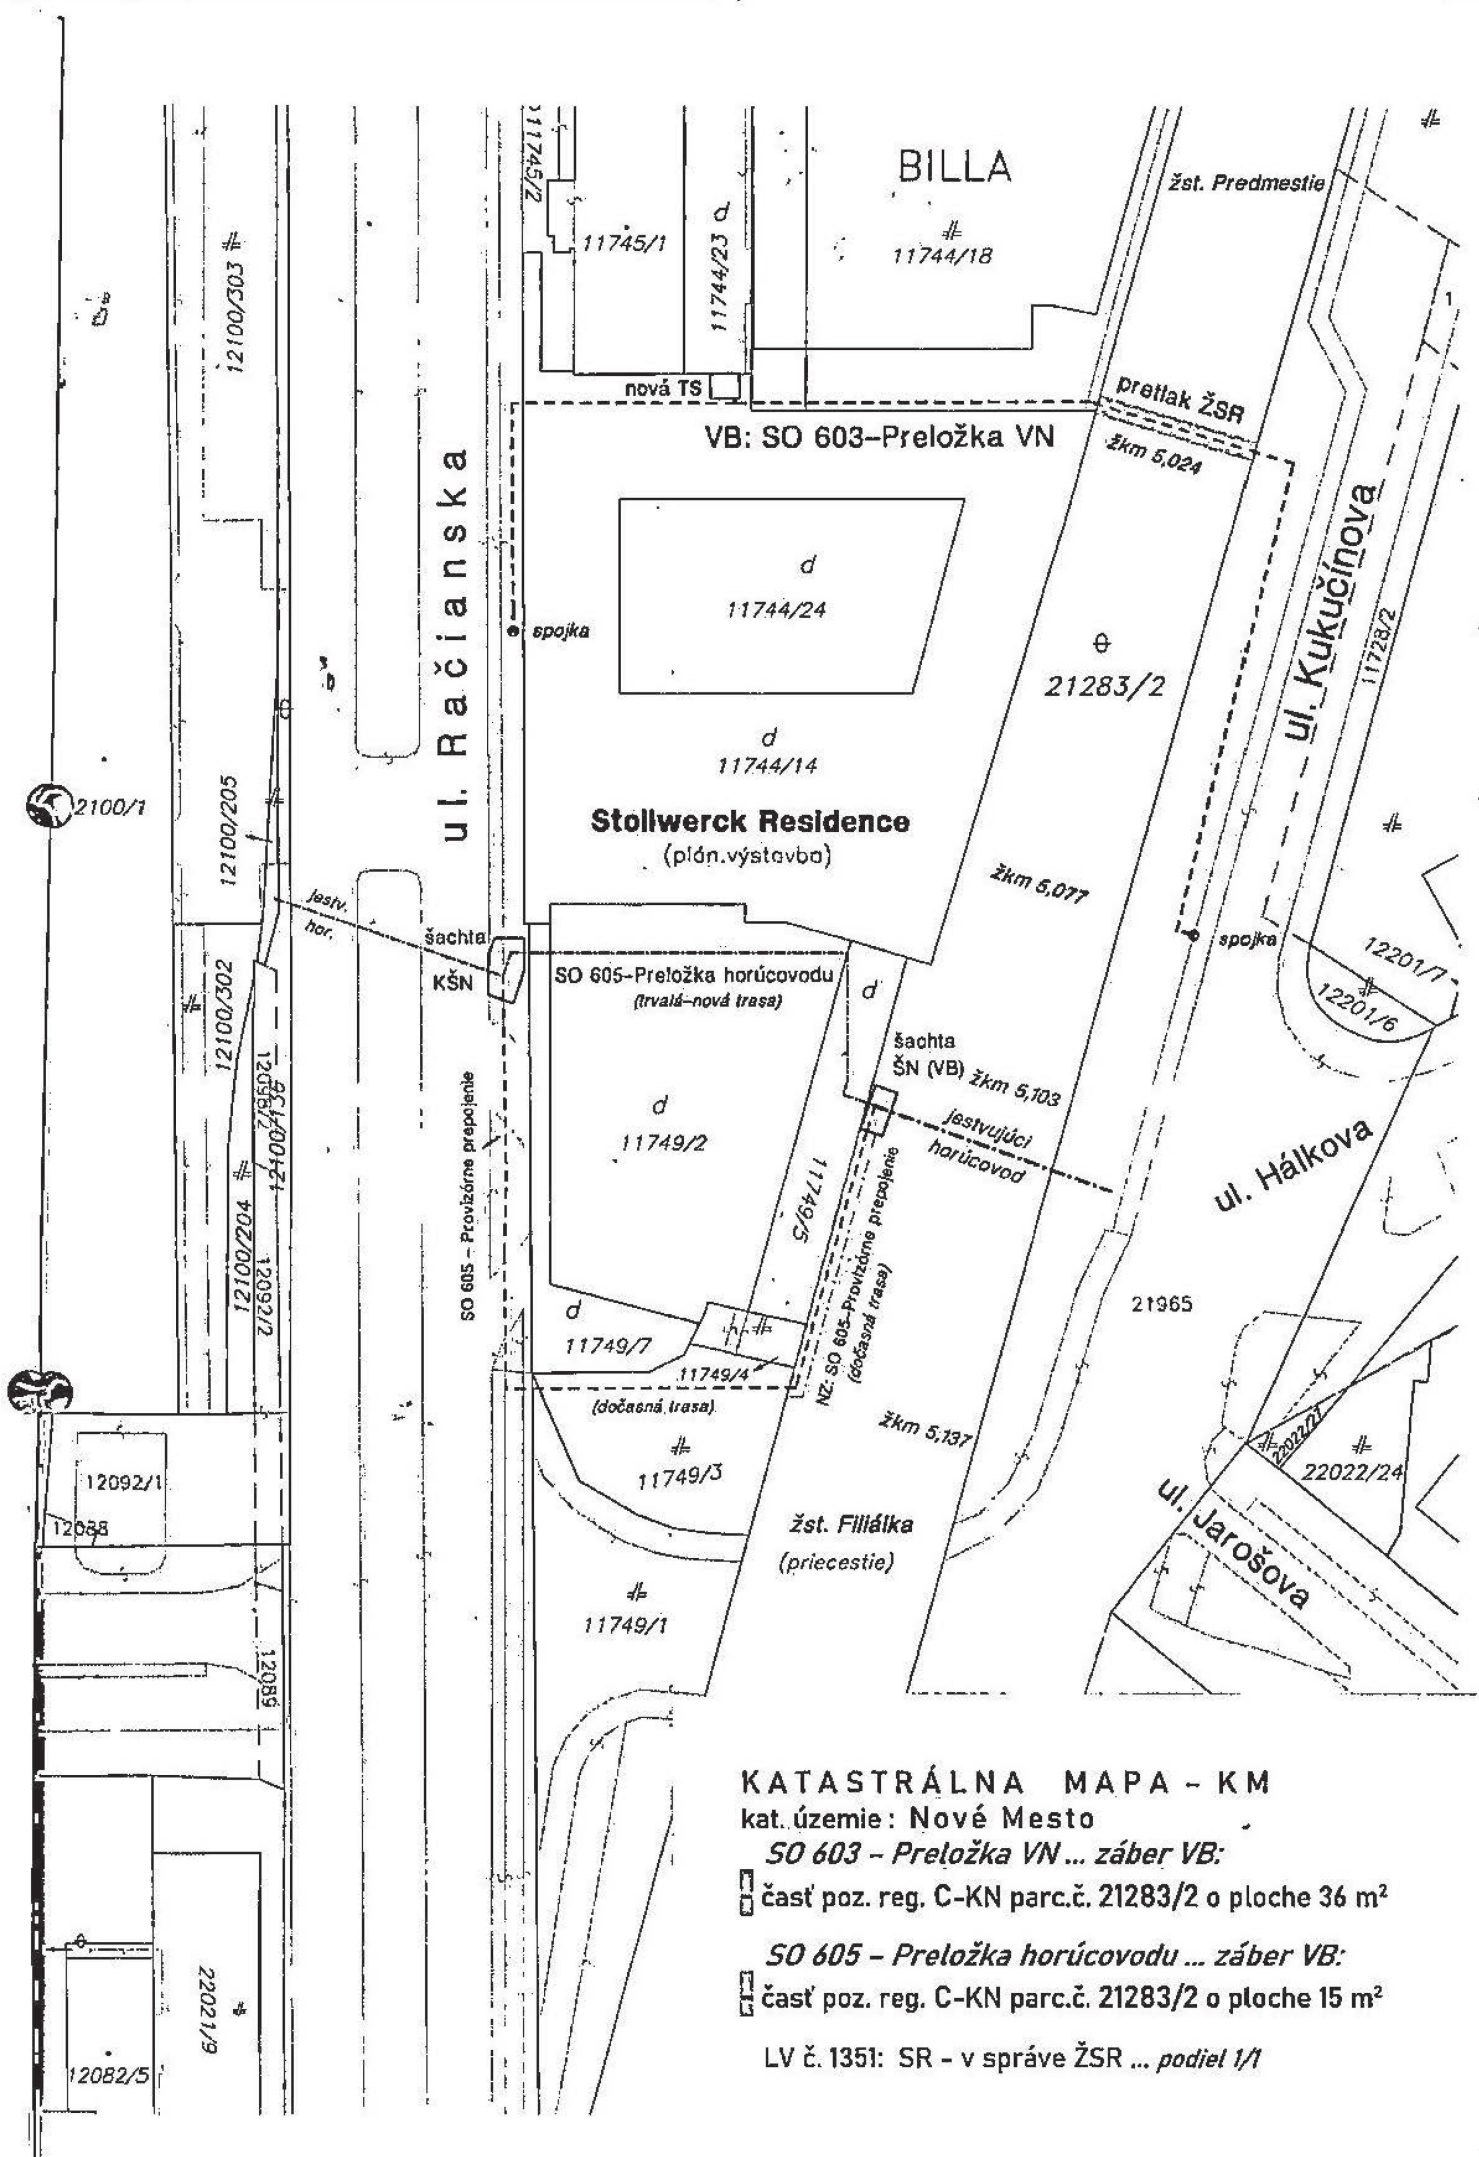 BILLA
11744/18
žst. Predmestie
11745/2
11745/1
11744/23
d
12100/303
nová TS
pretlak ŽSR
VB: SO 603-Preložka VN
žkm 5,024
ul. Račianska
ul. Kukučínova
11728/2
d
11744/24
spojka
21283/2
d
11744/14
2100/1
12100/205
Stollwerck Residence
(plán.výstavba)
žkm 5,077
jestv.
hor.
šachta
KŠN
SO 605-Preložka horúcovodu
(trvalá-nová trasa)
d
spojka
12201/7
12201/6
12100/302
šachta
ŠN (VB)
žkm 5,103
jestvujúci
horúcovod
ul. Hálkova
d
11749/2
11749/5
SO 605 - Provizórne prepojenie
NZ: SO 605-Provizórne prepojenie
(dočasná trasa)
12100/204
12092/2
21965
d
11749/7
11749/4
(dočasná trasa)
žkm 5,137
11749/3
22022/21
22022/24
12092/1
12088
žst. Filiálka
(priecestie)
ul. Jarošova
11749/1
12089
KATASTRÁLNA MAPA - KM
kat. územie: Nové Mesto
SO 603 - Preložka VN ... záber VB:
časť poz. reg. C-KN parc.č. 21283/2 o ploche 36 m²
SO 605 - Preložka horúcovodu ... záber VB:
časť poz. reg. C-KN parc.č. 21283/2 o ploche 15 m²
LV č. 1351: SR - v správe ŽSR ... podiel 1/1
22021/9
12082/5